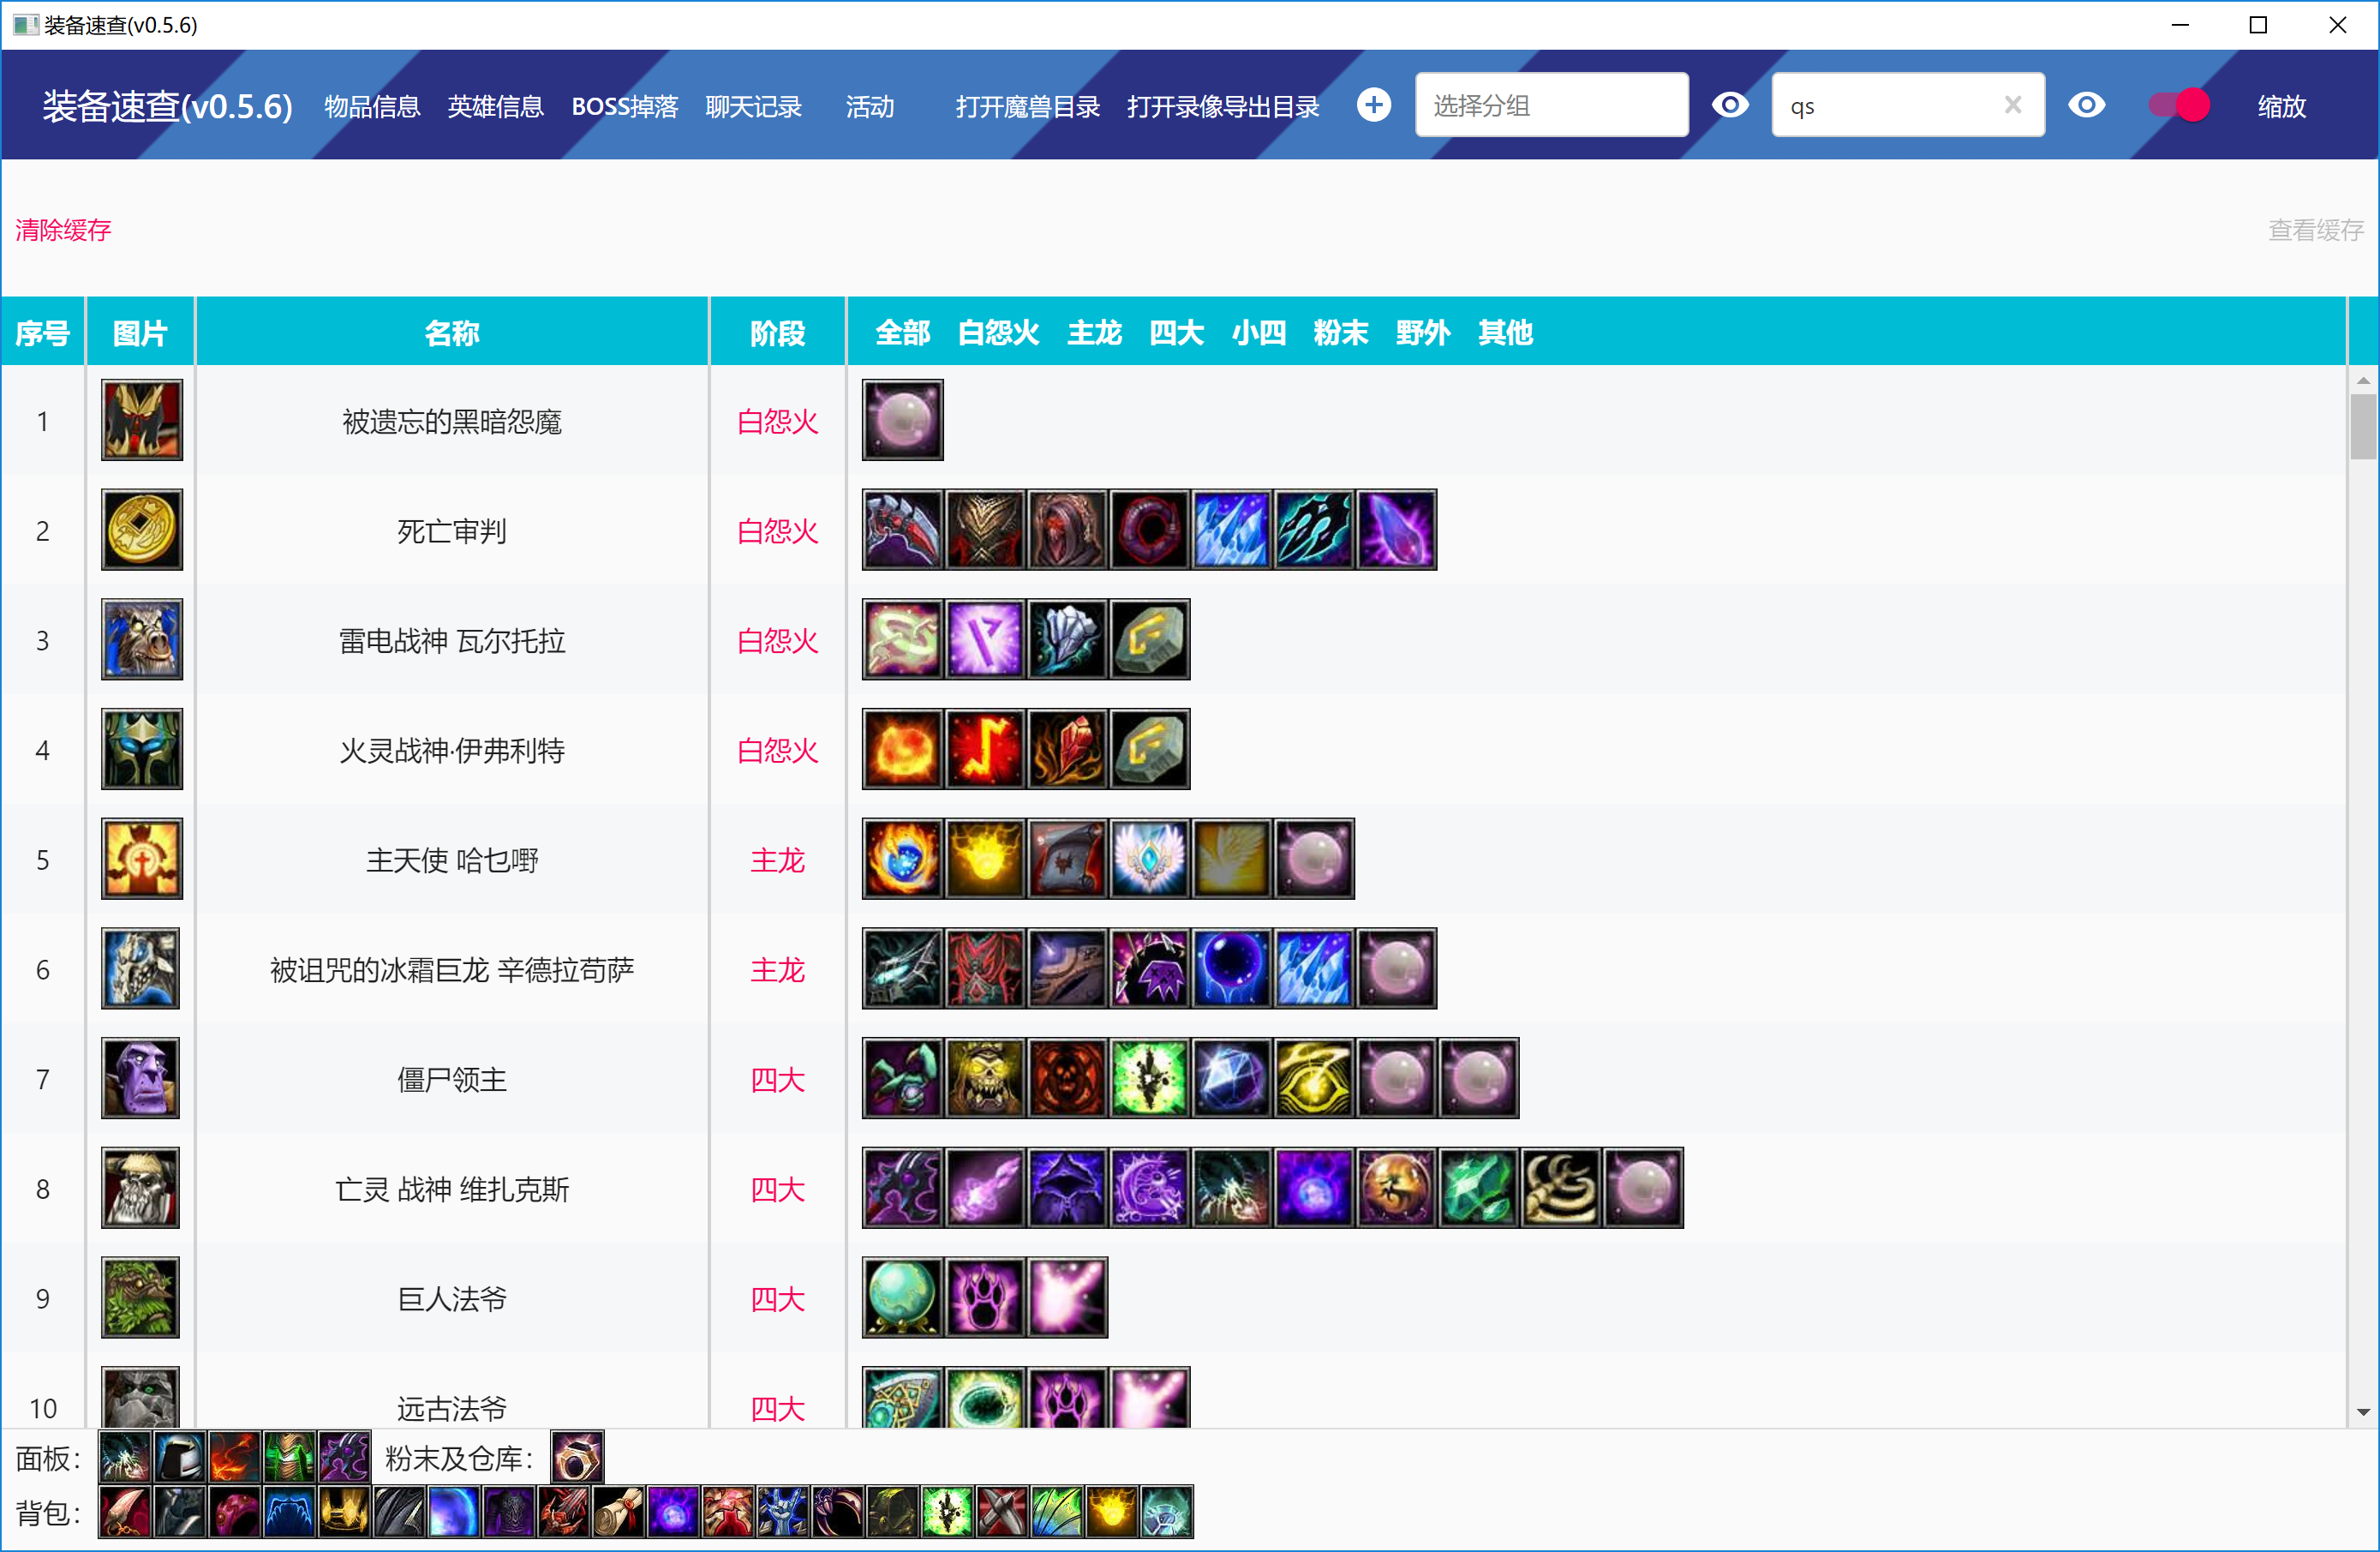 装备速查(v0.5.6)
装备速查(v0.5.6) 物品信息 英雄信息 BOSS掉落 聊天记录 活动 打开魔兽目录 打开录像导出目录 选择分组 qs 缩放
清除缓存 查看缓存
序号 图片 名称 阶段 全部 白怨火 主龙 四大 小四 粉末 野外 其他
1 被遗忘的黑暗怨魔 白怨火
2 死亡审判 白怨火
3 雷电战神 瓦尔托拉 白怨火
4 火灵战神·伊弗利特 白怨火
5 主天使 哈乜嘢 主龙
6 被诅咒的冰霜巨龙 辛德拉苟萨 主龙
7 僵尸领主 四大
8 亡灵 战神 维扎克斯 四大
9 巨人法爷 四大
10 远古法爷 四大
面板： 粉末及仓库：
背包：